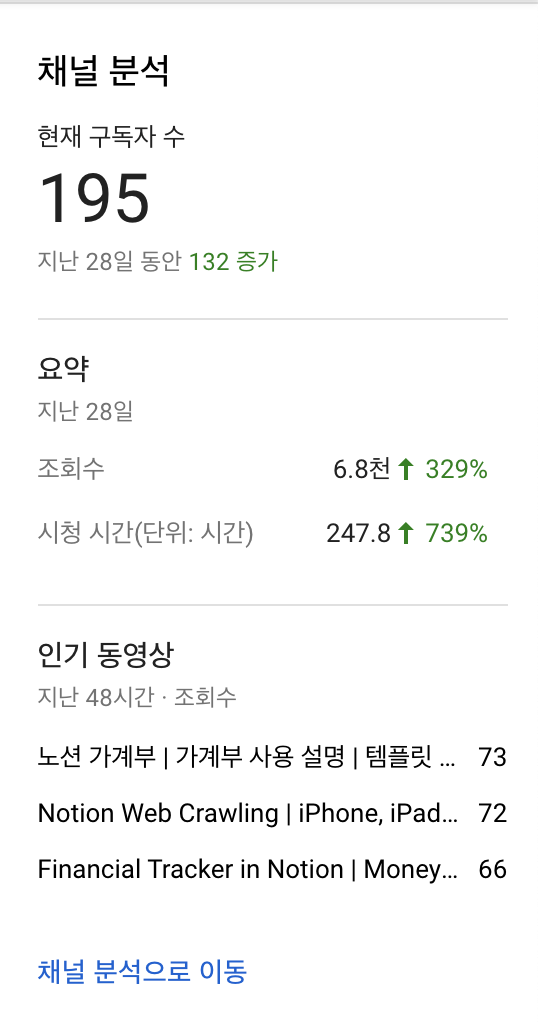 채널 분석
현재 구독자 수
195
지난 28일 동안 132 증가
요약
지난 28일
조회수 6.8천 329%
시청 시간(단위: 시간) 247.8 739%
인기 동영상
지난 48시간 · 조회수
노션 가계부 | 가계부 사용 설명 | 템플릿 ... 73
Notion Web Crawling | iPhone, iPad... 72
Financial Tracker in Notion | Money... 66
채널 분석으로 이동